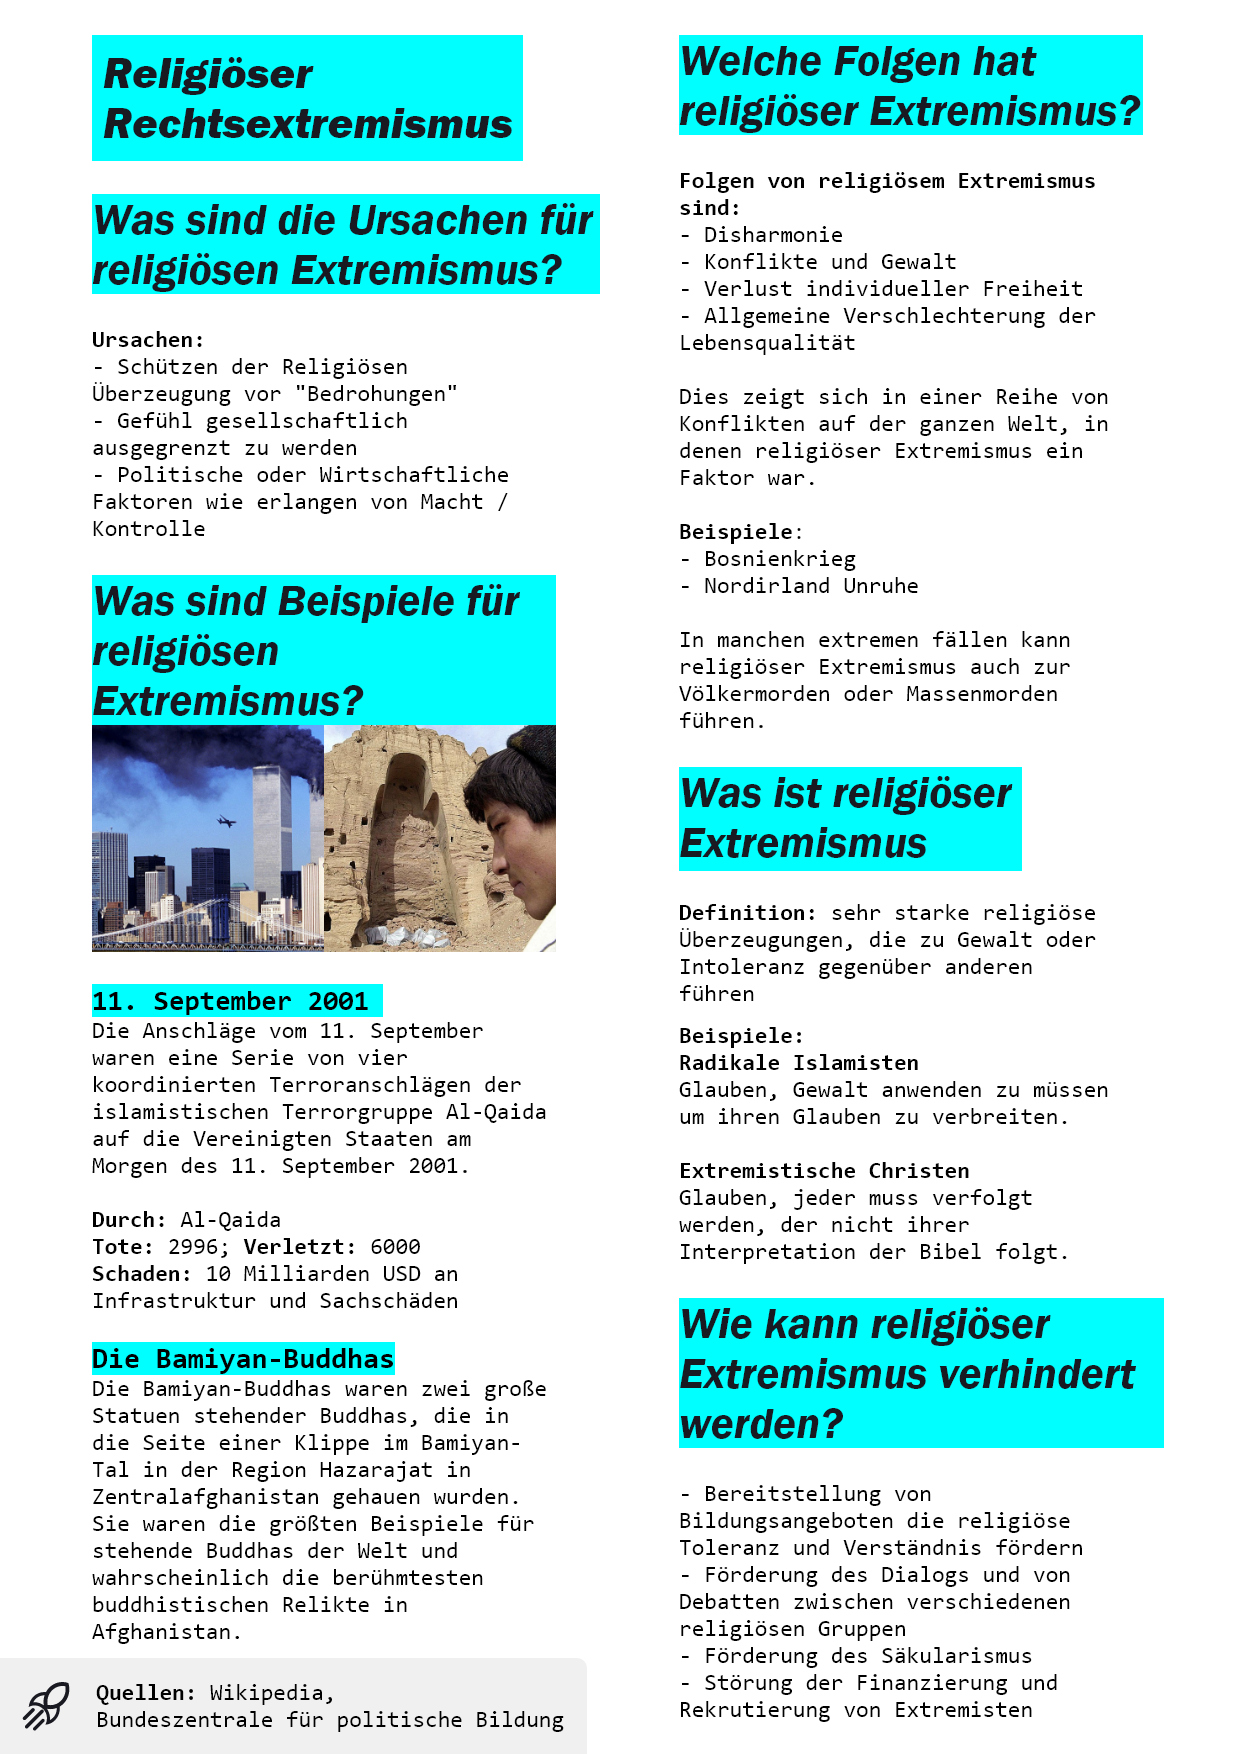 Religiöser
Rechtsextremismus
Was sind die Ursachen für
religiösen Extremismus?
Ursachen:
- Schützen der Religiösen
Überzeugung vor "Bedrohungen"
- Gefühl gesellschaftlich
ausgegrenzt zu werden
- Politische oder Wirtschaftliche
Faktoren wie erlangen von Macht /
Kontrolle
Was sind Beispiele für
religiösen
Extremismus?
11. September 2001
Die Anschläge vom 11. September
waren eine Serie von vier
koordinierten Terroranschlägen der
islamistischen Terrorgruppe Al-Qaida
auf die Vereinigten Staaten am
Morgen des 11. September 2001.
Durch: Al-Qaida
Tote: 2996; Verletzt: 6000
Schaden: 10 Milliarden USD an
Infrastruktur und Sachschäden
Die Bamiyan-Buddhas
Die Bamiyan-Buddhas waren zwei große
Statuen stehender Buddhas, die in
die Seite einer Klippe im Bamiyan-
Tal in der Region Hazarajat in
Zentralafghanistan gehauen wurden.
Sie waren die größten Beispiele für
stehende Buddhas der Welt und
wahrscheinlich die berühmtesten
buddhistischen Relikte in
Afghanistan.
Quellen: Wikipedia,
Bundeszentrale für politische Bildung
Welche Folgen hat
religiöser Extremismus?
Folgen von religiösem Extremismus
sind:
- Disharmonie
- Konflikte und Gewalt
- Verlust individueller Freiheit
- Allgemeine Verschlechterung der
Lebensqualität
Dies zeigt sich in einer Reihe von
Konflikten auf der ganzen Welt, in
denen religiöser Extremismus ein
Faktor war.
Beispiele:
- Bosnienkrieg
- Nordirland Unruhe
In manchen extremen fällen kann
religiöser Extremismus auch zur
Völkermorden oder Massenmorden
führen.
Was ist religiöser
Extremismus
Definition: sehr starke religiöse
Überzeugungen, die zu Gewalt oder
Intoleranz gegenüber anderen
führen
Beispiele:
Radikale Islamisten
Glauben, Gewalt anwenden zu müssen
um ihren Glauben zu verbreiten.
Extremistische Christen
Glauben, jeder muss verfolgt
werden, der nicht ihrer
Interpretation der Bibel folgt.
Wie kann religiöser
Extremismus verhindert
werden?
- Bereitstellung von
Bildungsangeboten die religiöse
Toleranz und Verständnis fördern
- Förderung des Dialogs und von
Debatten zwischen verschiedenen
religiösen Gruppen
- Förderung des Säkularismus
- Störung der Finanzierung und
Rekrutierung von Extremisten